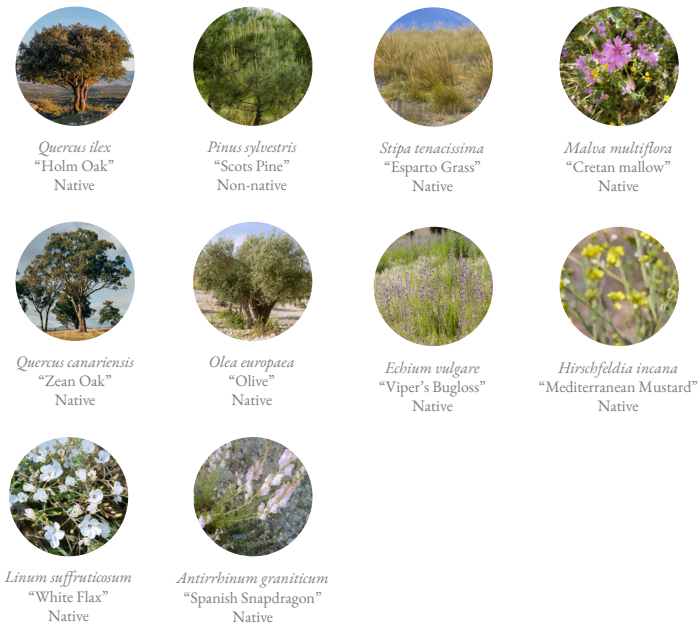 Quercus ilex
“Holm Oak”
Native
Pinus sylvestris
“Scots Pine”
Non-native
Stipa tenacissima
“Esparto Grass”
Native
Malva multiflora
“Cretan mallow”
Native
Quercus canariensis
“Zean Oak”
Native
Olea europaea
“Olive”
Native
Echium vulgare
“Viper’s Bugloss”
Native
Hirschfeldia incana
“Mediterranean Mustard”
Native
Linum suffruticosum
“White Flax”
Native
Antirrhinum graniticum
“Spanish Snapdragon”
Native